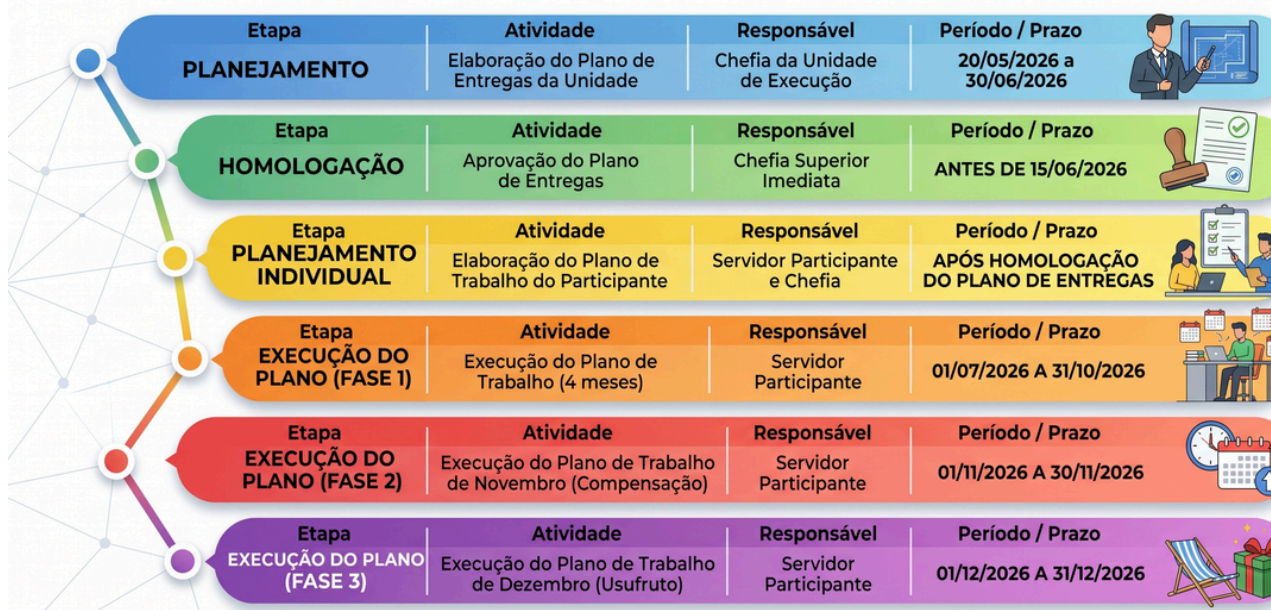 Etapa Atividade Responsável Período / Prazo
PLANEJAMENTO
Elaboração do Plano de
Entregas da Unidade
Chefia da Unidade
de Execução
20/05/2026 a
30/06/2026
Etapa Atividade Responsável Período / Prazo
HOMOLOGAÇÃO
Aprovação do Plano
de Entregas
Chefia Superior
Imediata
ANTES DE 15/06/2026
Etapa Atividade Responsável Período / Prazo
PLANEJAMENTO
INDIVIDUAL
Elaboração do Plano de
Trabalho do Participante
Servidor Participante
e Chefia
APÓS HOMOLOGAÇÃO
DO PLANO DE ENTREGAS
Etapa Atividade Responsável Período / Prazo
EXECUÇÃO DO
PLANO (FASE 1)
Execução do Plano de
Trabalho (4 meses)
Servidor
Participante
01/07/2026 A 31/10/2026
Etapa Atividade Responsável Período / Prazo
EXECUÇÃO DO
PLANO (FASE 2)
Execução do Plano de Trabalho
de Novembro (Compensação)
Servidor
Participante
01/11/2026 A 30/11/2026
Etapa Atividade Responsável Período / Prazo
EXECUÇÃO DO PLANO
(FASE 3)
Execução do Plano de Trabalho
de Dezembro (Usufruto)
Servidor
Participante
01/12/2026 A 31/12/2026